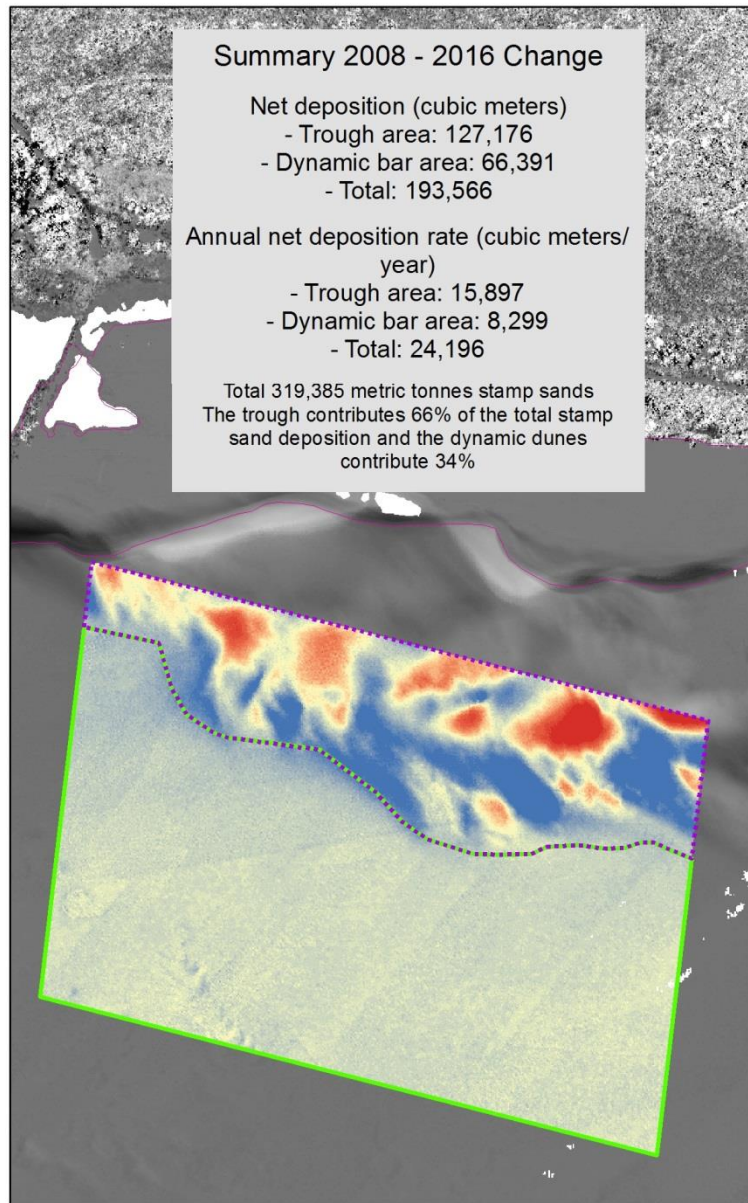 Summary 2008 - 2016 Change
Net deposition (cubic meters)
- Trough area: 127,176
- Dynamic bar area: 66,391
- Total: 193,566
Annual net deposition rate (cubic meters/
year)
- Trough area: 15,897
- Dynamic bar area: 8,299
- Total: 24,196
Total 319,385 metric tonnes stamp sands
The trough contributes 66% of the total stamp
sand deposition and the dynamic dunes
contribute 34%